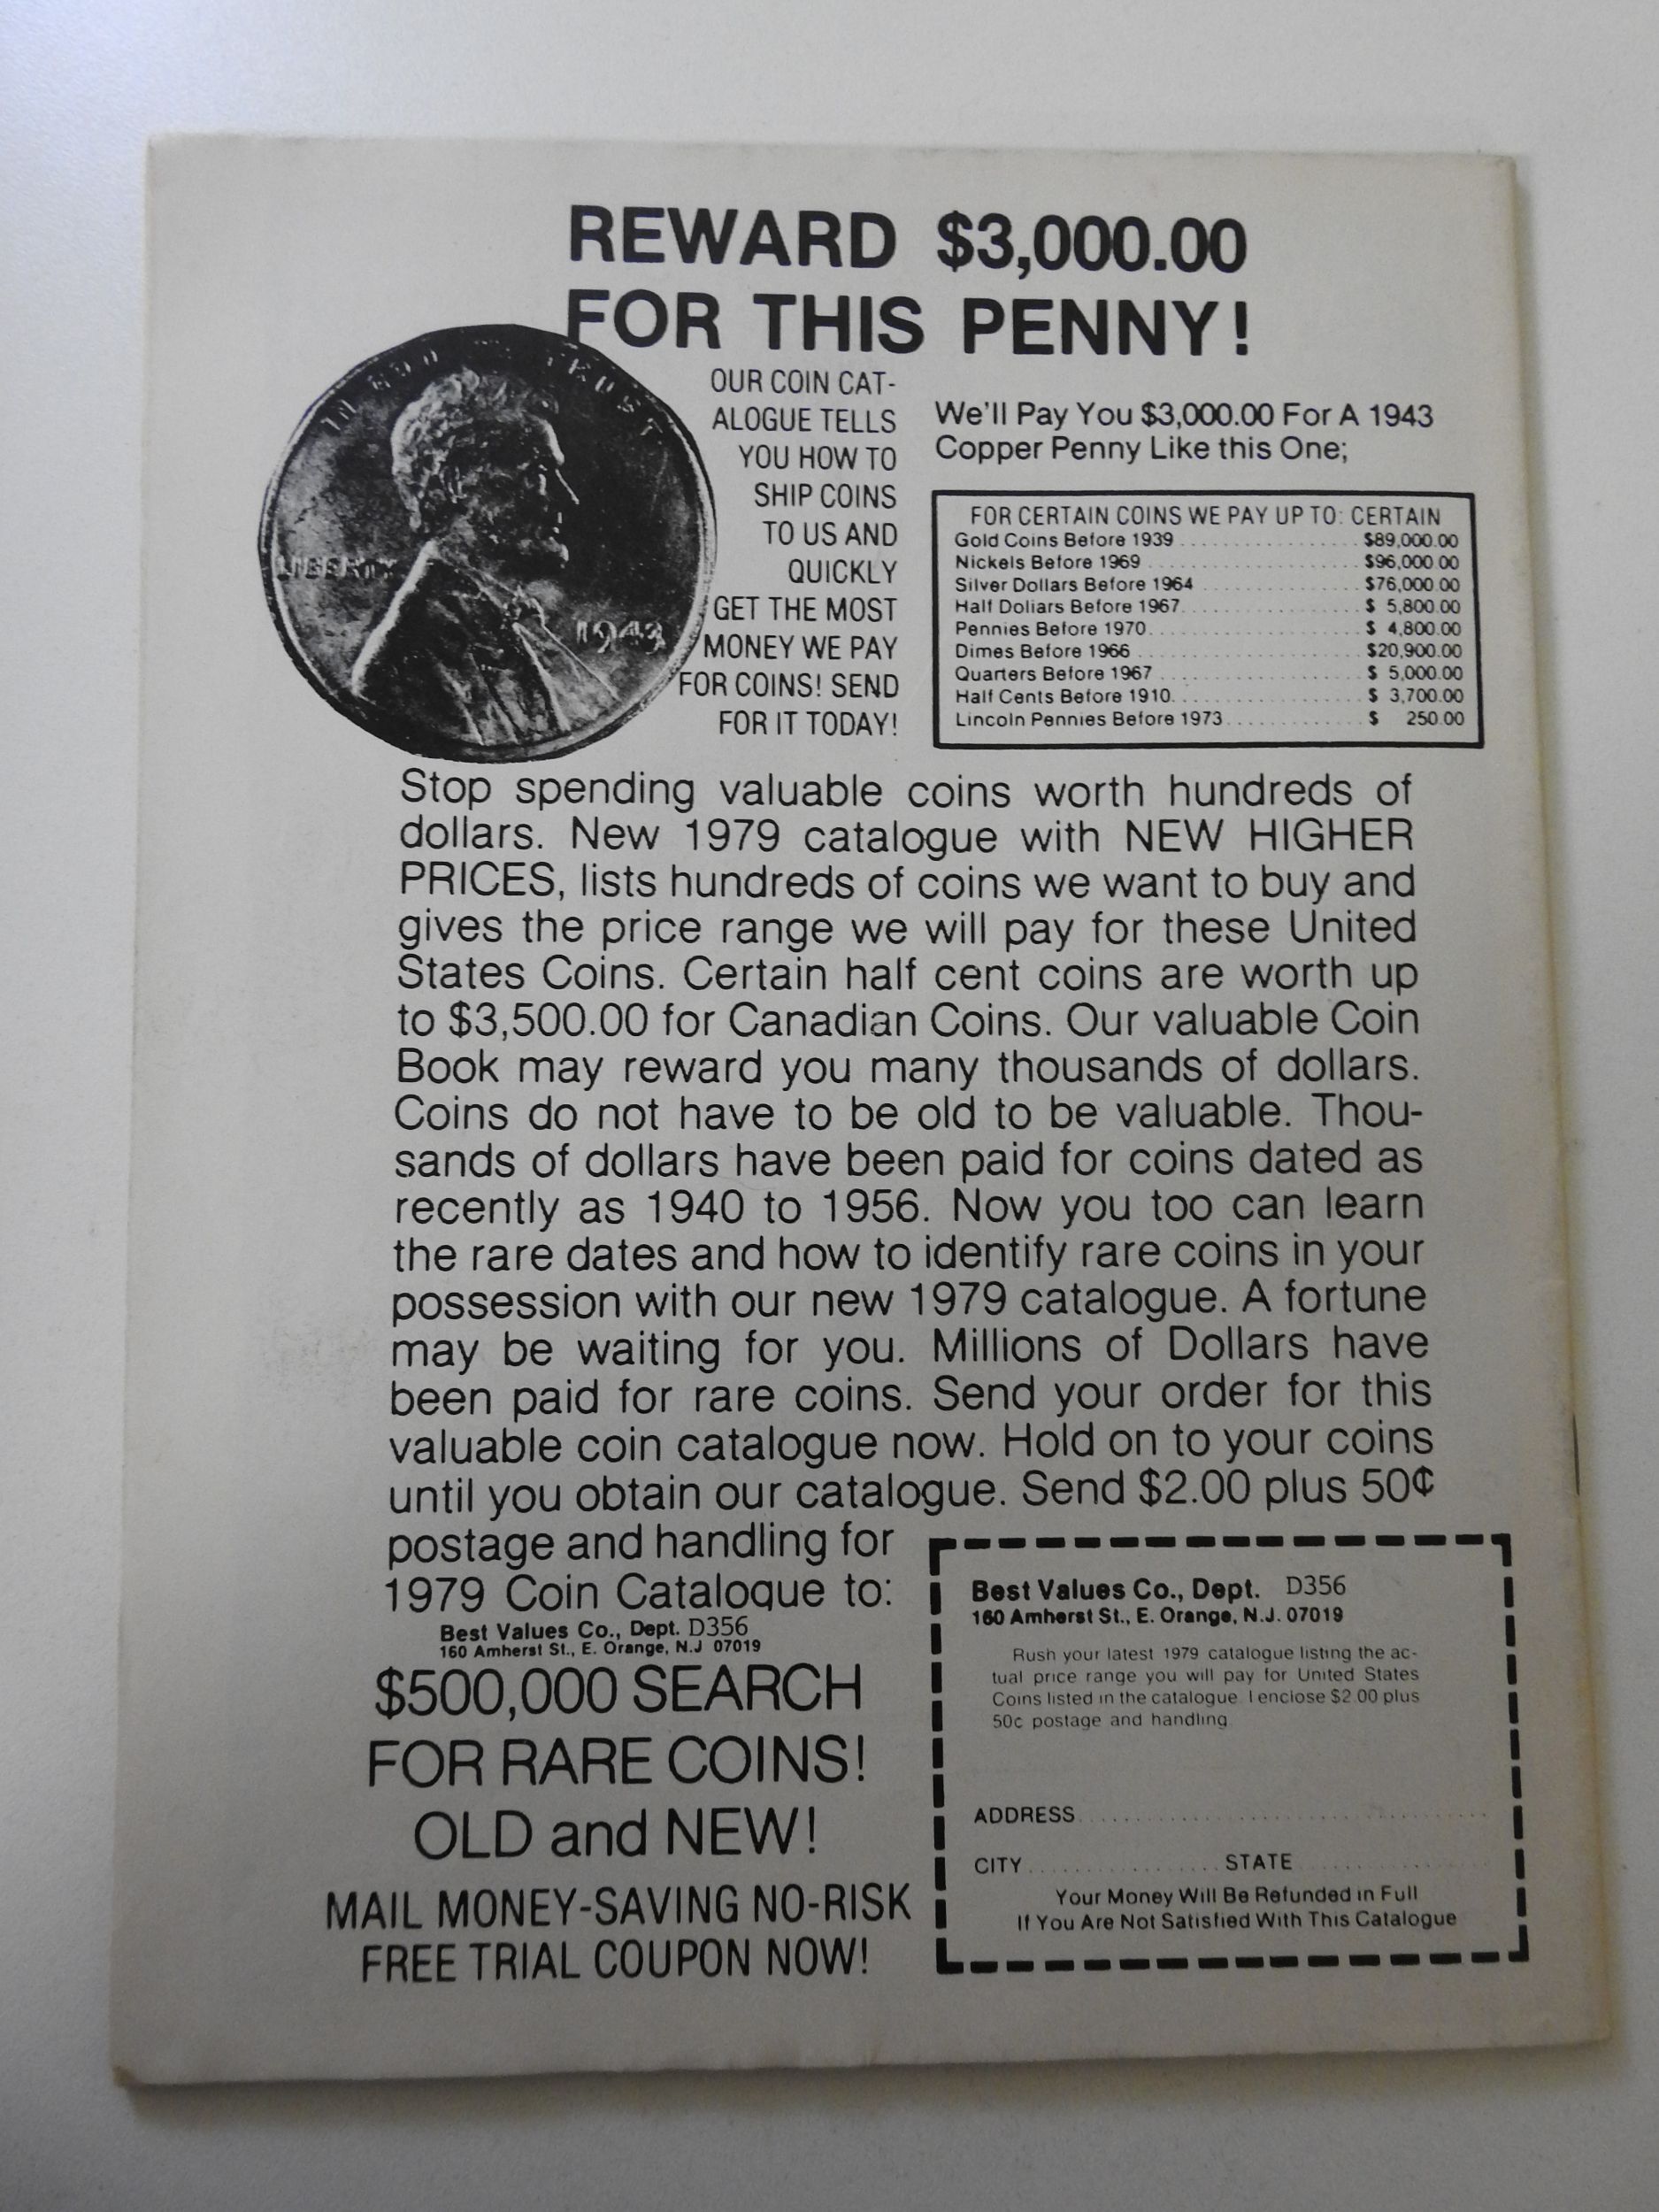 REWARD $3,000.00
FOR THIS PENNY!
IN GOD WE TRUST
LIBERTY
1943
OUR COIN CAT-
ALOGUE TELLS
YOU HOW TO
SHIP COINS
TO US AND
QUICKLY
GET THE MOST
MONEY WE PAY
FOR COINS! SEND
FOR IT TODAY!
We'll Pay You $3,000.00 For A 1943
Copper Penny Like this One;
FOR CERTAIN COINS WE PAY UP TO: CERTAIN
Gold Coins Before 1939 ................ $89,000.00
Nickels Before 1969 .................... $96,000.00
Silver Dollars Before 1964 .............. $76,000.00
Half Dollars Before 1967................ $ 5,800.00
Pennies Before 1970.................... $ 4,800.00
Dimes Before 1966 ..................... $20,900.00
Quarters Before 1967 .................. $ 5,000.00
Half Cents Before 1910................. $ 3,700.00
Lincoln Pennies Before 1973............ $ 250.00
Stop spending valuable coins worth hundreds of
dollars. New 1979 catalogue with NEW HIGHER
PRICES, lists hundreds of coins we want to buy and
gives the price range we will pay for these United
States Coins. Certain half cent coins are worth up
to $3,500.00 for Canadian Coins. Our valuable Coin
Book may reward you many thousands of dollars.
Coins do not have to be old to be valuable. Thou-
sands of dollars have been paid for coins dated as
recently as 1940 to 1956. Now you too can learn
the rare dates and how to identify rare coins in your
possession with our new 1979 catalogue. A fortune
may be waiting for you. Millions of Dollars have
been paid for rare coins. Send your order for this
valuable coin catalogue now. Hold on to your coins
until you obtain our catalogue. Send $2.00 plus 50¢
postage and handling for
1979 Coin Catalogue to:
Best Values Co., Dept. D356
160 Amherst St., E. Orange, N.J 07019
$500,000 SEARCH
FOR RARE COINS!
OLD and NEW!
MAIL MONEY-SAVING NO-RISK
FREE TRIAL COUPON NOW!
Best Values Co., Dept. D356
160 Amherst St., E. Orange, N.J. 07019
Rush your latest 1979 catalogue listing the ac-
tual price range you will pay for United States
Coins listed in the catalogue. I enclose $2.00 plus
50c postage and handling.
ADDRESS........................................
CITY................... STATE ...................
Your Money Will Be Refunded in Full
If You Are Not Satisfied With This Catalogue